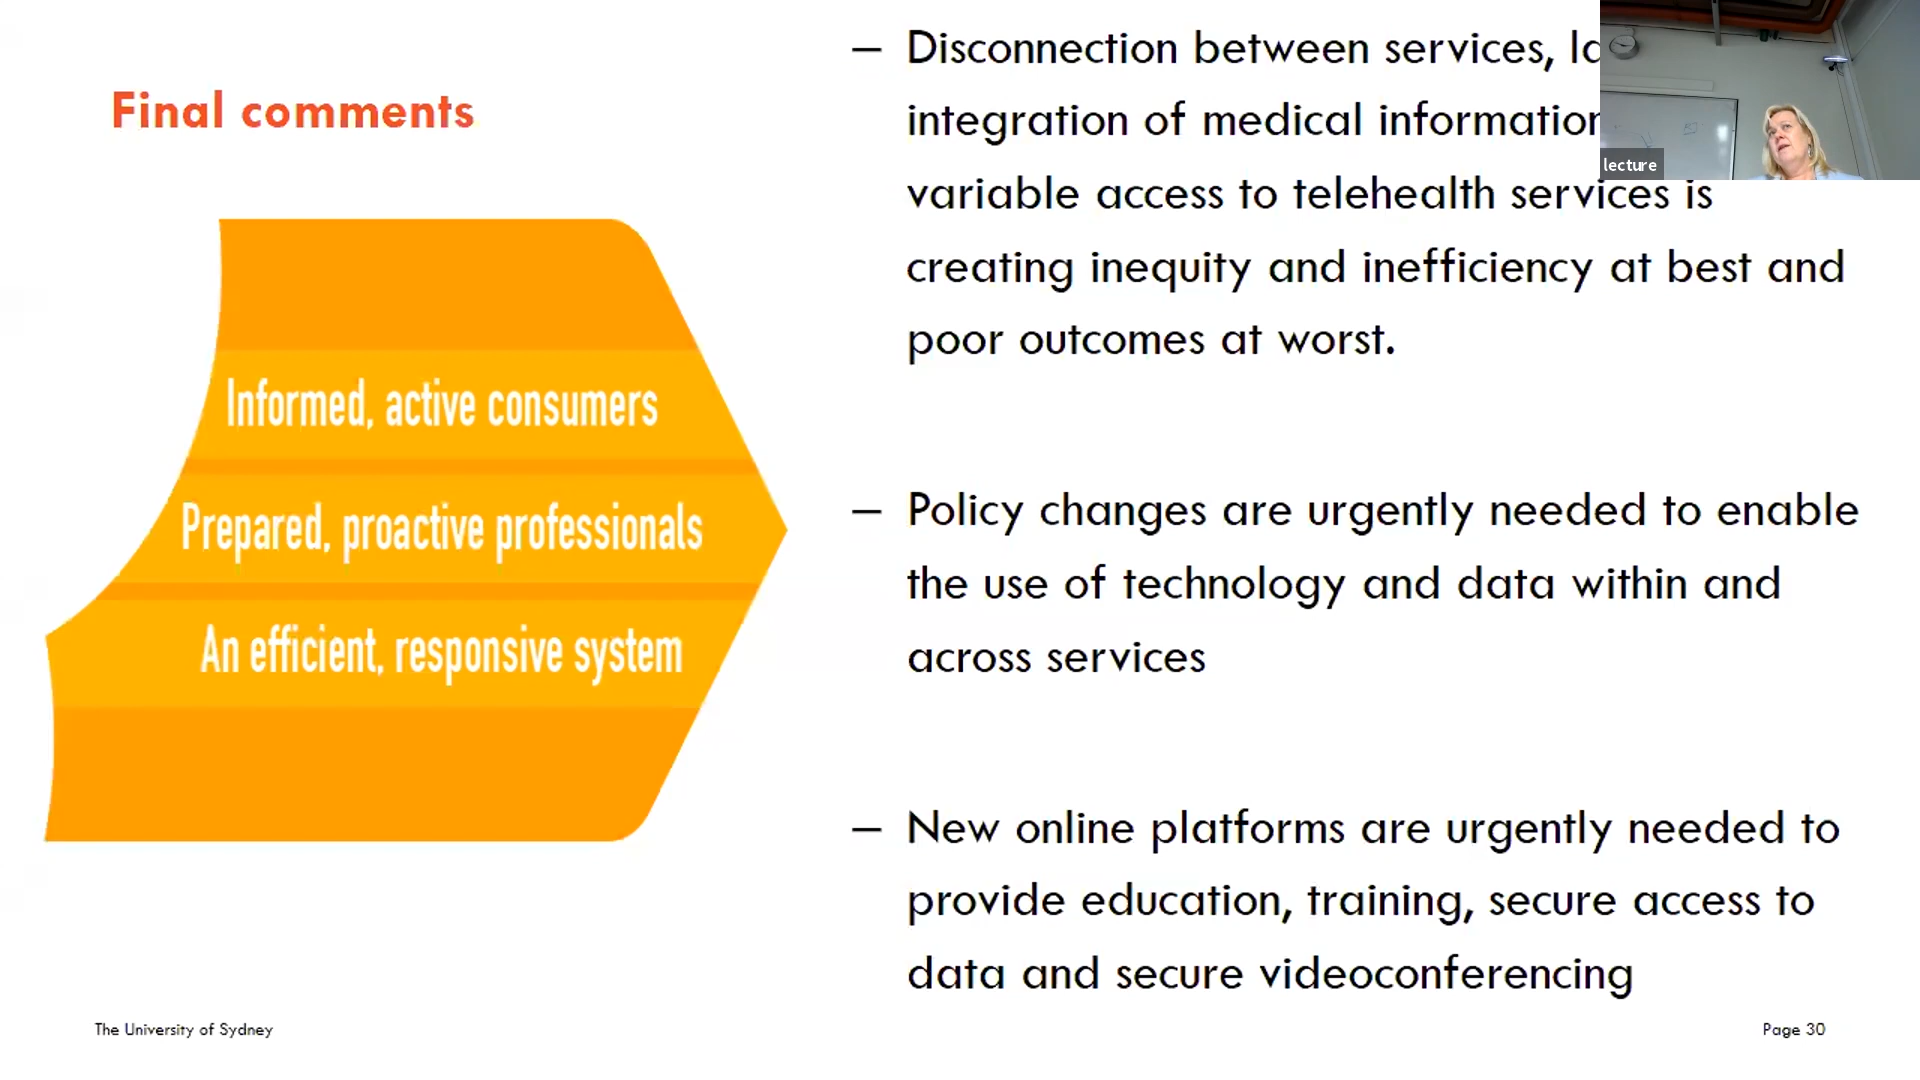 Final comments
Informed, active consumers
Prepared, proactive professionals
An efficient, responsive system
– Disconnection between services,
integration of medical information
variable access to telehealth services is
creating inequity and inefficiency at best and
poor outcomes at worst.
– Policy changes are urgently needed to enable
the use of technology and data within and
across services
– New online platforms are urgently needed to
provide education, training, secure access to
data and secure videoconferencing
lecture
The University of Sydney
Page 30